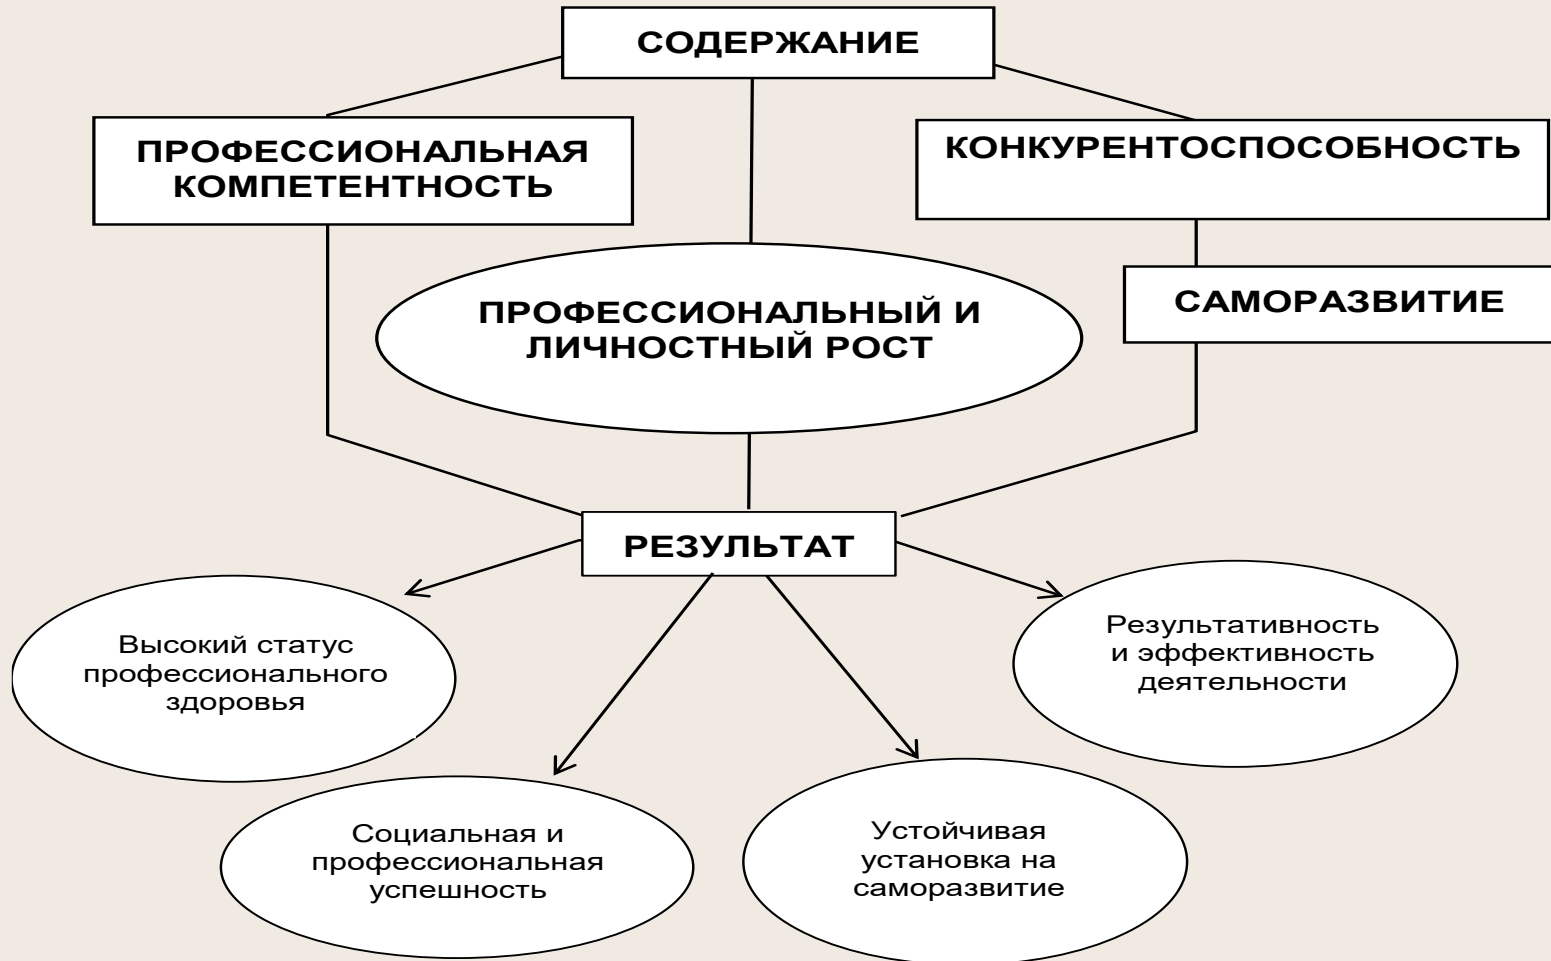 СОДЕРЖАНИЕ
ПРОФЕССИОНАЛЬНАЯ
КОМПЕТЕНТНОСТЬ
КОНКУРЕНТОСПОСОБНОСТЬ
САМОРАЗВИТИЕ
ПРОФЕССИОНАЛЬНЫЙ И
ЛИЧНОСТНЫЙ РОСТ
РЕЗУЛЬТАТ
Высокий статус
профессионального
здоровья
Социальная и
профессиональная
успешность
Устойчивая
установка на
саморазвитие
Результативность
и эффективность
деятельности